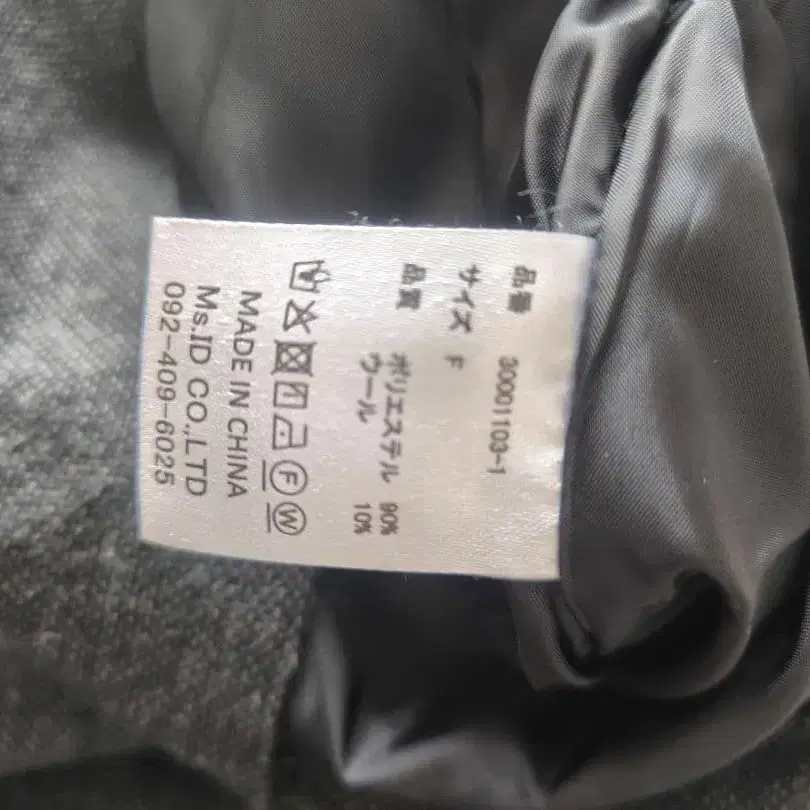 品番 30001103-1
サイズ F
品質
ポリエステル 90%
ウール 10%
F W
MADE IN CHINA
Ms.ID CO.,LTD
092-409-6025